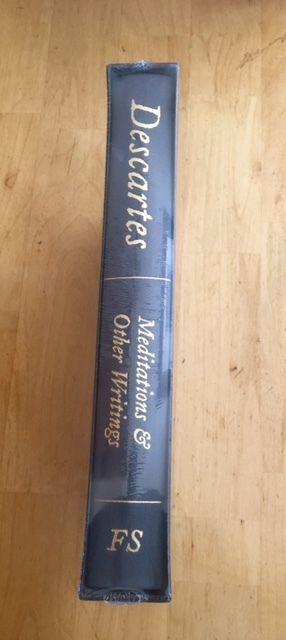 Descartes
Meditations &
Other Writings
FS